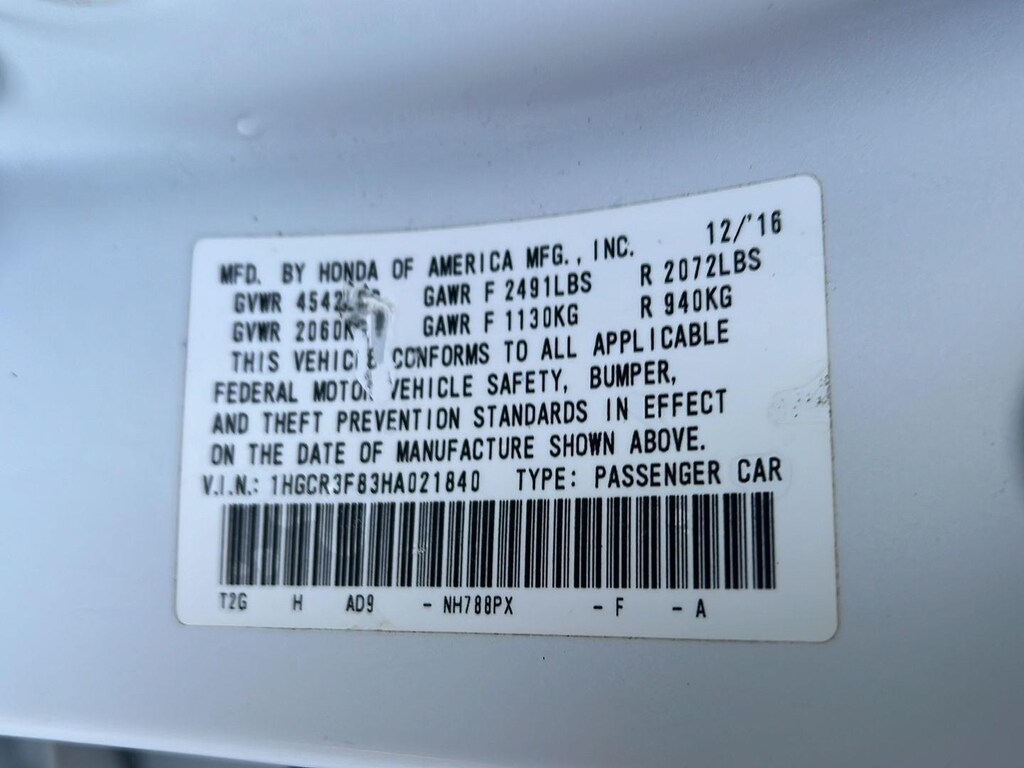 MFD. BY HONDA OF AMERICA MFG., INC. 12/'16
GVWR 4542 GAWR F 2491LBS R 2072LBS
GVWR 2060K GAWR F 1130KG R 940KG
THIS VEHICLE CONFORMS TO ALL APPLICABLE
FEDERAL MOTOR VEHICLE SAFETY, BUMPER,
AND THEFT PREVENTION STANDARDS IN EFFECT
ON THE DATE OF MANUFACTURE SHOWN ABOVE.
V.I.N.: 1HGCR3F83HA021840 TYPE: PASSENGER CAR
T2G H AD9 - NH788PX - F - A